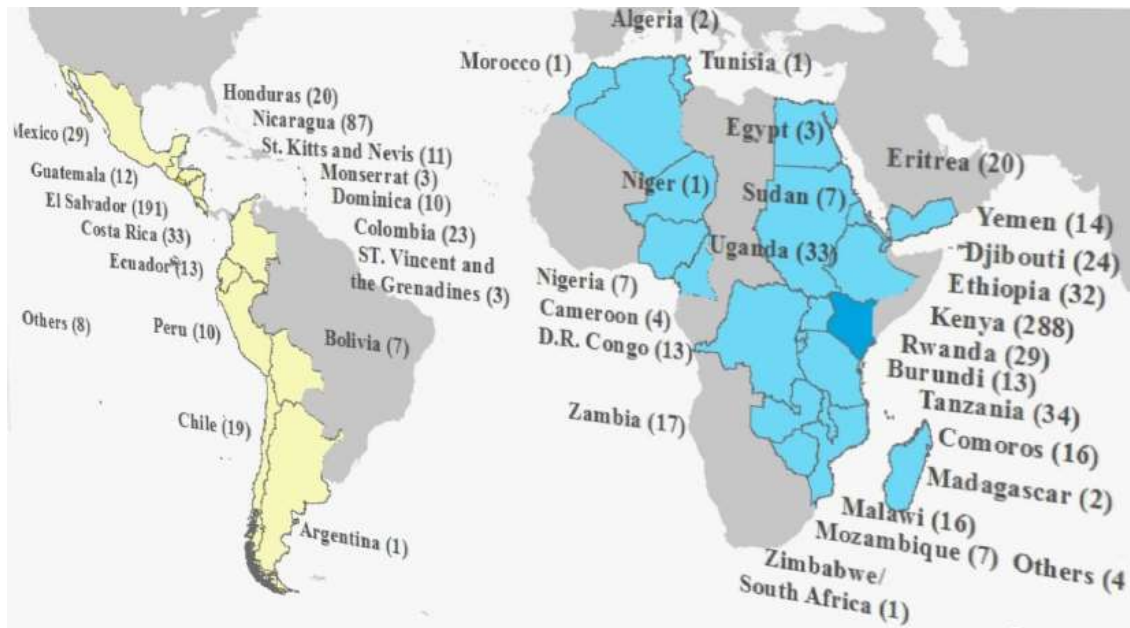 Honduras (20)
Nicaragua (87)
Mexico (29)
St. Kitts and Nevis (11)
Guatemala (12)
Monserrat (3)
El Salvador (191)
Dominica (10)
Costa Rica (33)
Colombia (23)
Ecuador (13)
ST. Vincent and
the Grenadines (3)
Others (8)
Peru (10)
Bolivia (7)
Chile (19)
Argentina (1)
Algeria (2)
Morocco (1)
Tunisia (1)
Egypt (3)
Eritrea (20)
Niger (1)
Sudan (7)
Yemen (14)
Uganda (33)
Djibouti (24)
Nigeria (7)
Ethiopia (32)
Cameroon (4)
Kenya (288)
D.R. Congo (13)
Rwanda (29)
Burundi (13)
Zambia (17)
Tanzania (34)
Comoros (16)
Madagascar (2)
Malawi (16)
Mozambique (7)
Others (4
Zimbabwe/
South Africa (1)